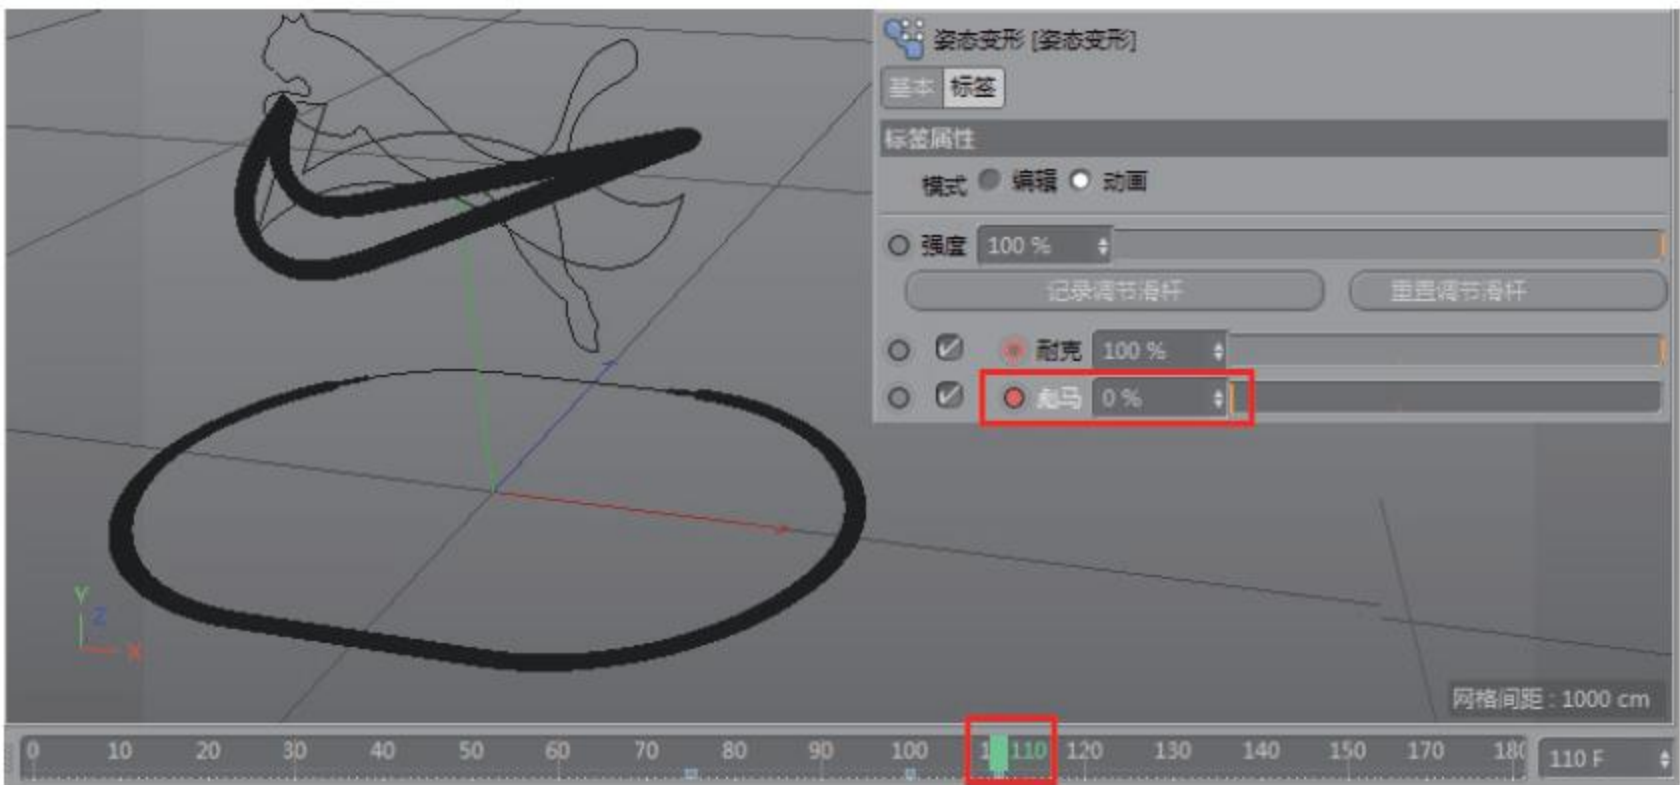 姿态变形 [姿态变形]
基本 标签
标签属性
模式 编辑 动画
强度 100 %
记录调节滑杆 重置调节滑杆
耐克 100 %
彪马 0 %
Y
Z
X
网格间距 : 1000 cm
0 10 20 30 40 50 60 70 80 90 100 110 120 130 140 150 160 170 180 110 F